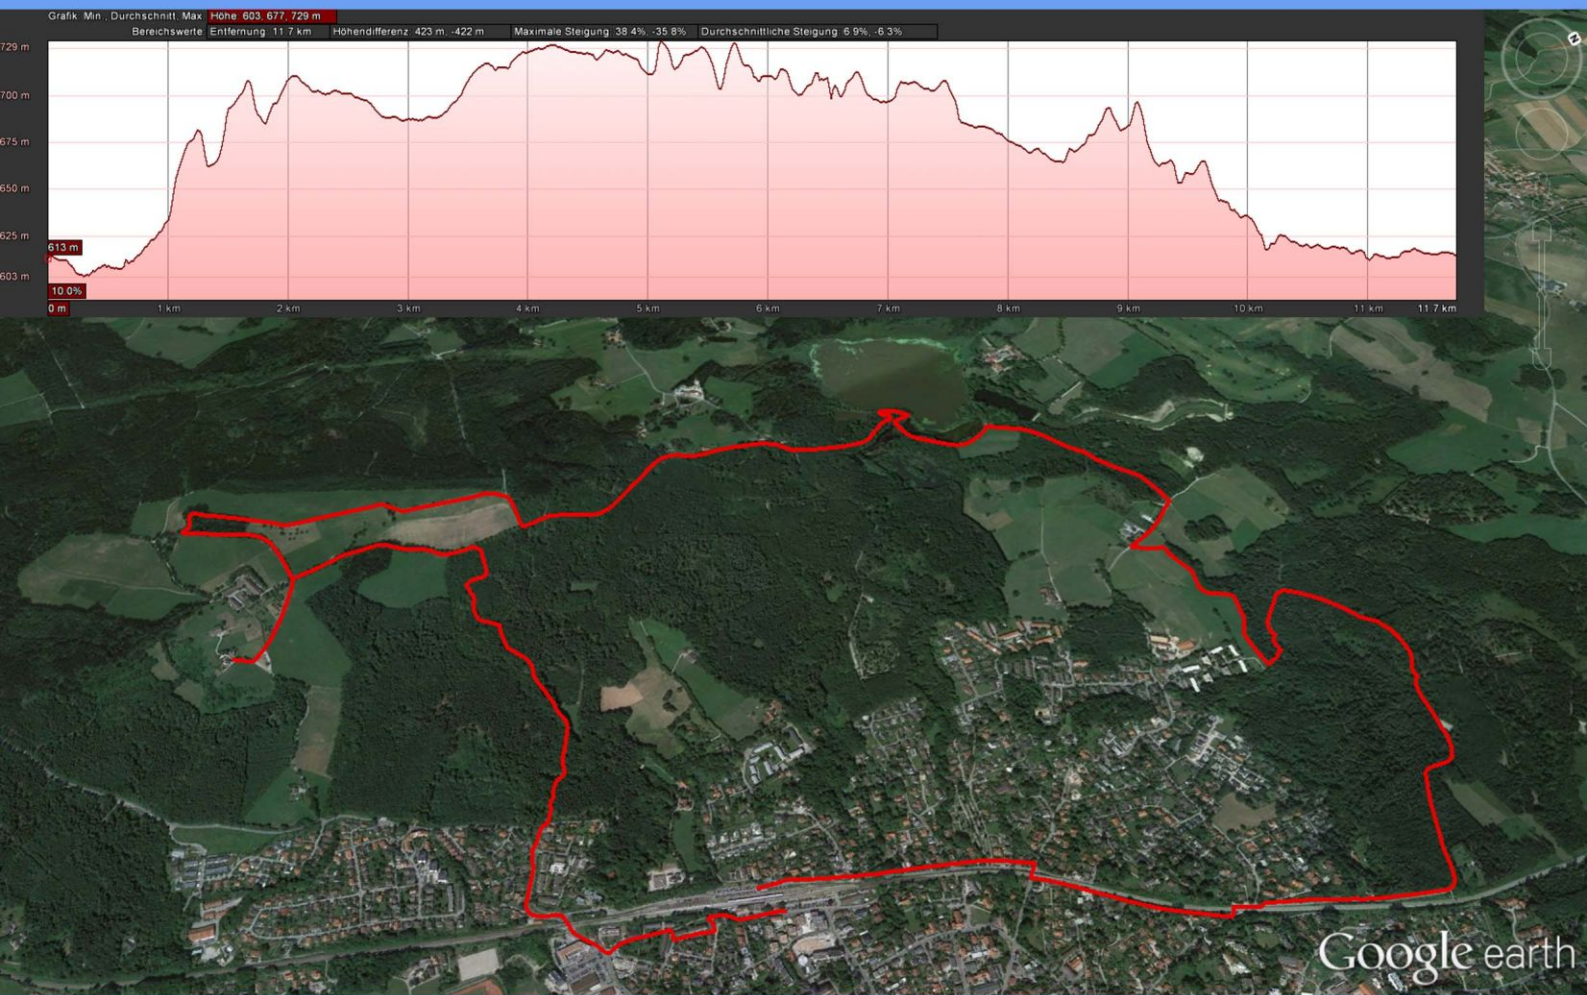 Grafik Min., Durchschnitt, Max Höhe: 603, 677, 729 m
Bereichswerte Entfernung: 11.7 km Höhendifferenz: 423 m, -422 m Maximale Steigung: 38.4%, -35.8% Durchschnittliche Steigung: 6.9%, -6.3%
729 m
700 m
675 m
650 m
625 m
613 m
603 m
10.0%
0 m 1 km 2 km 3 km 4 km 5 km 6 km 7 km 8 km 9 km 10 km 11 km 11.7 km
N
Google earth